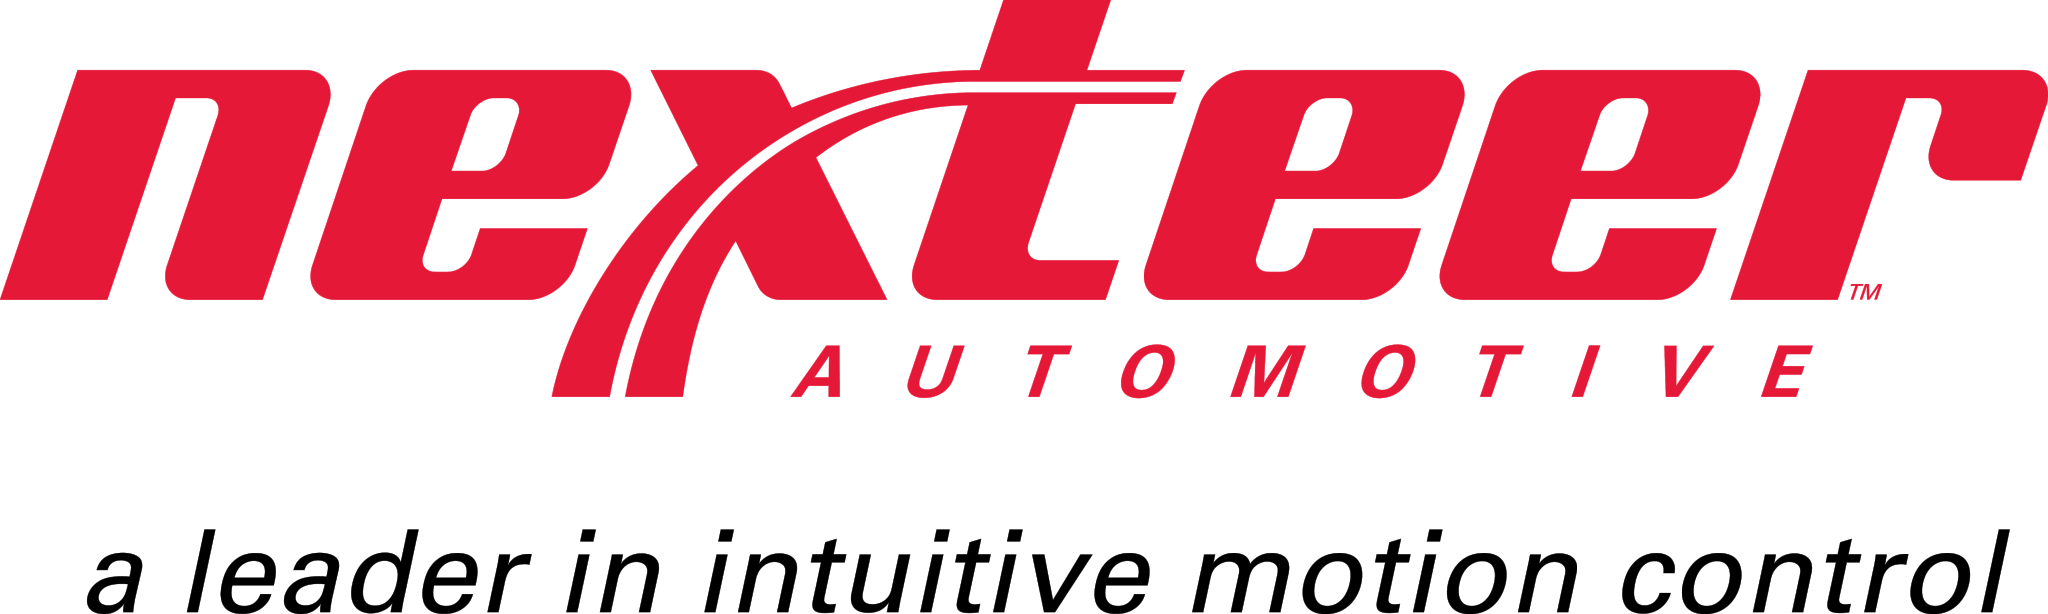 nexteer™
AUTOMOTIVE
a leader in intuitive motion control